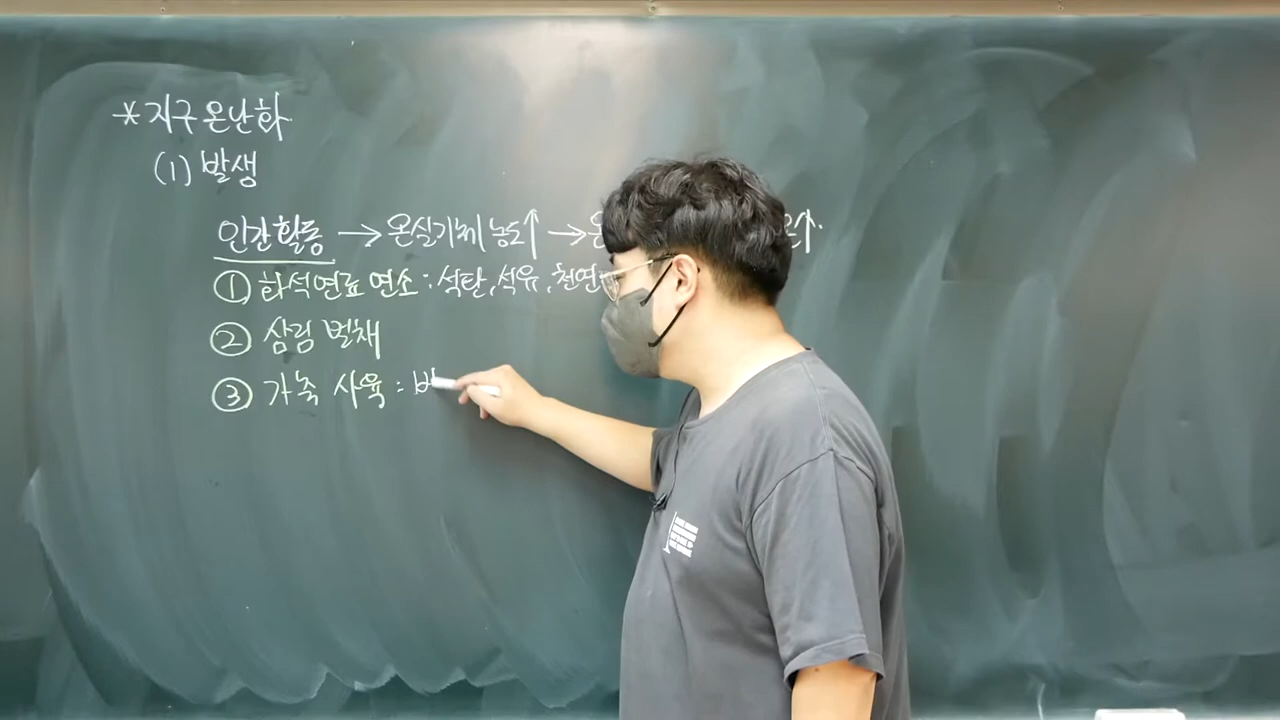 * 지구온난화
(1) 발생
인간활동 → 온실기체 농도↑ → 온↑
① 화석연료 연소 : 석탄, 석유, 천연
② 삼림 벌채
③ 가축 사육 :